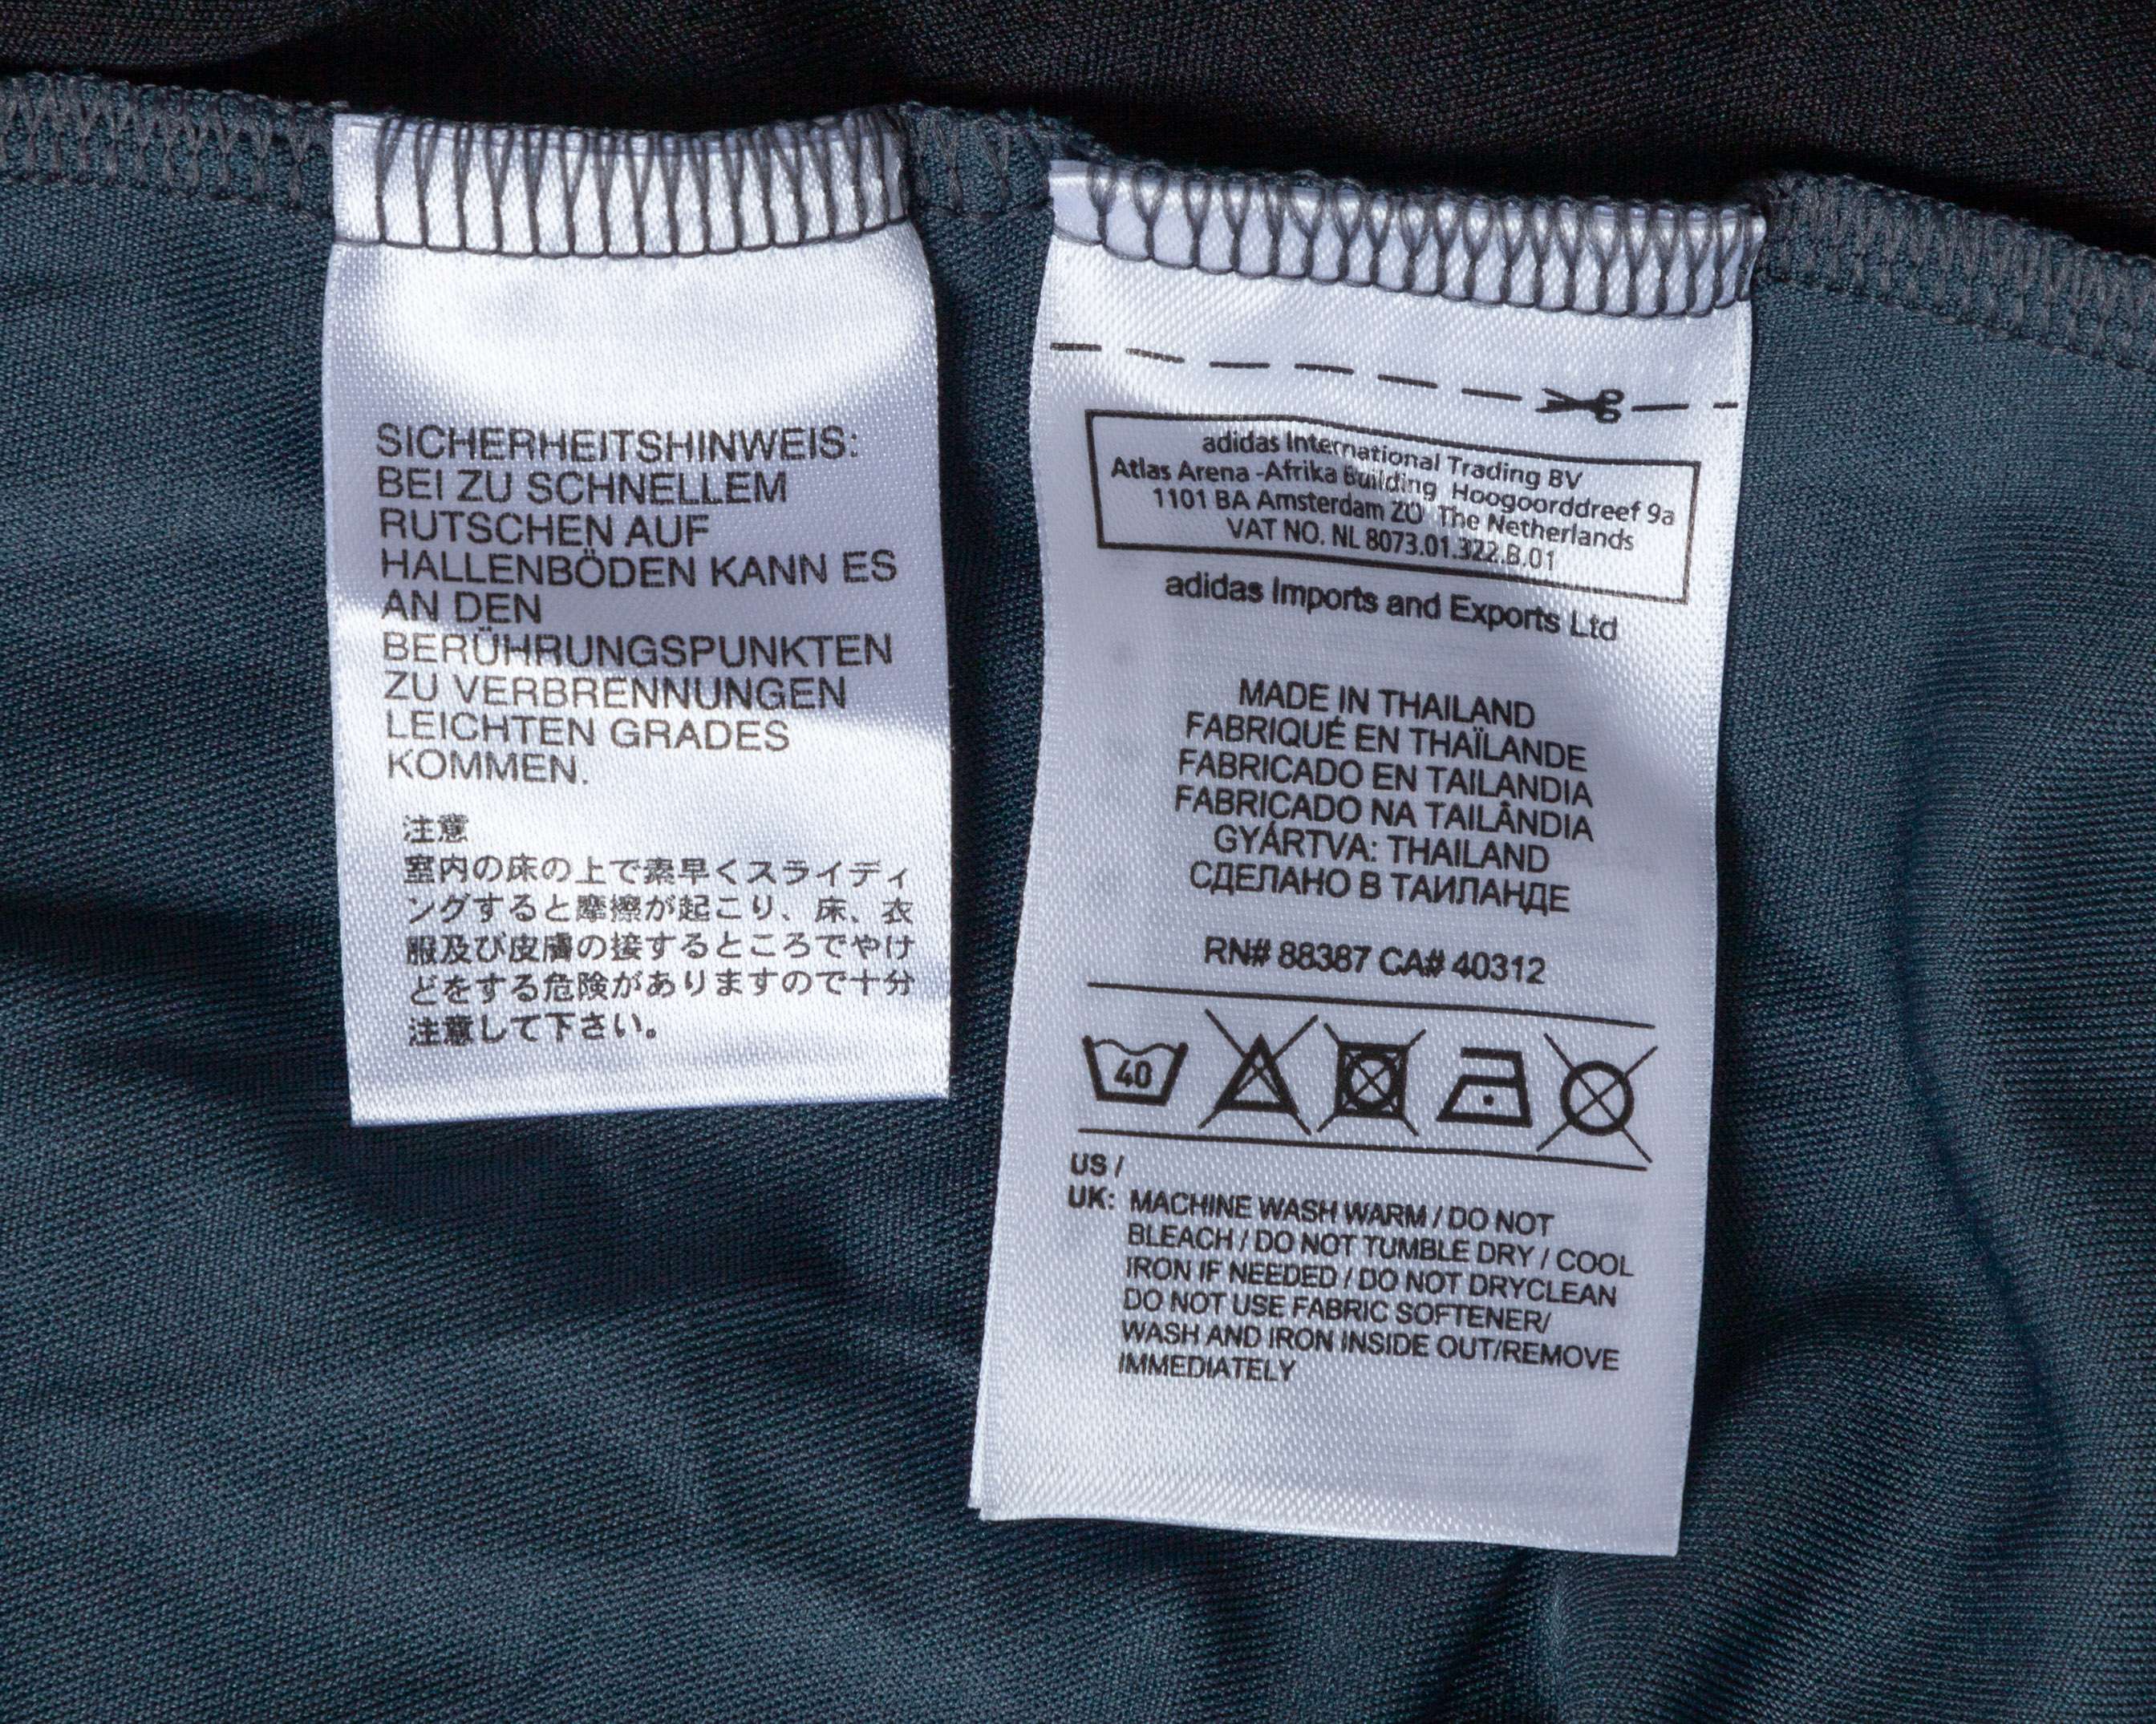 SICHERHEITSHINWEIS:
BEI ZU SCHNELLEM
RUTSCHEN AUF
HALLENBÖDEN KANN ES
AN DEN
BERÜHRUNGSPUNKTEN
ZU VERBRENNUNGEN
LEICHTEN GRADES
KOMMEN.
注意
室内の床の上で素早くスライディ
ングすると摩擦が起こり、床、衣
服及び皮膚の接するところでやけ
どをする危険がありますので十分
注意して下さい。
adidas International Trading BV
Atlas Arena -Afrika Building, Hoogoorddreef 9a
1101 BA Amsterdam ZO The Netherlands
VAT NO. NL 8073.01.322.B.01
adidas Imports and Exports Ltd
MADE IN THAILAND
FABRIQUÉ EN THAÏLANDE
FABRICADO EN TAILANDIA
FABRICADO NA TAILÂNDIA
GYÁRTVA: THAILAND
СДЕЛАНО В ТАИЛАНДЕ
RN# 88387 CA# 40312
40
US /
UK: MACHINE WASH WARM / DO NOT
BLEACH / DO NOT TUMBLE DRY / COOL
IRON IF NEEDED / DO NOT DRYCLEAN
DO NOT USE FABRIC SOFTENER/
WASH AND IRON INSIDE OUT/REMOVE
IMMEDIATELY